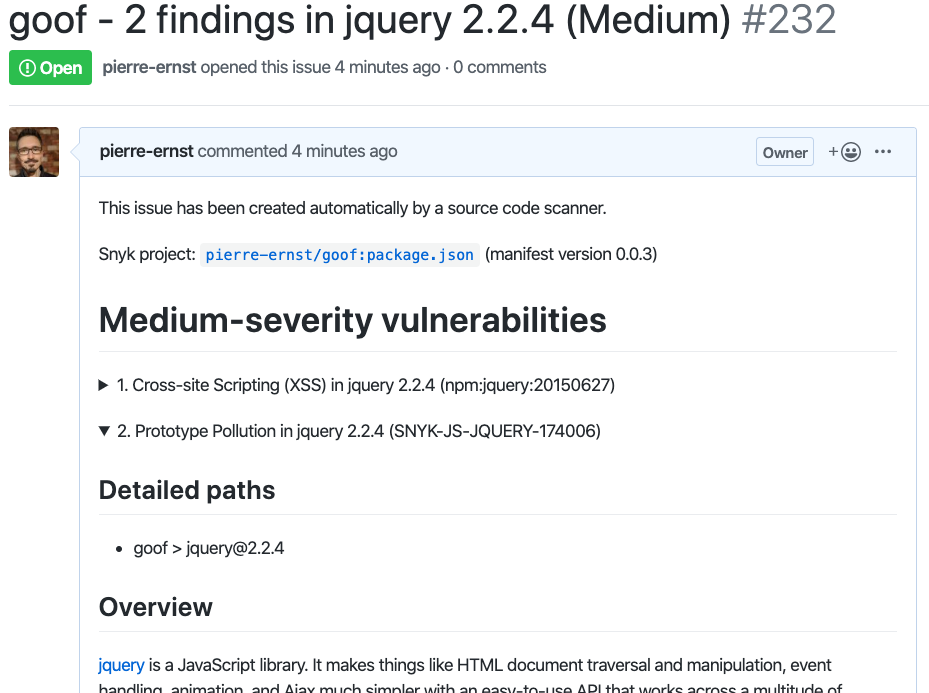 goof - 2 findings in jquery 2.2.4 (Medium) #232
Open pierre-ernst opened this issue 4 minutes ago · 0 comments
pierre-ernst commented 4 minutes ago Owner
This issue has been created automatically by a source code scanner.
Snyk project: pierre-ernst/goof:package.json (manifest version 0.0.3)
Medium-severity vulnerabilities
1. Cross-site Scripting (XSS) in jquery 2.2.4 (npm:jquery:20150627)
2. Prototype Pollution in jquery 2.2.4 (SNYK-JS-JQUERY-174006)
Detailed paths
• goof > jquery@2.2.4
Overview
jquery is a JavaScript library. It makes things like HTML document traversal and manipulation, event
handling, animation, and Ajax much simpler with an easy-to-use API that works across a multitude of